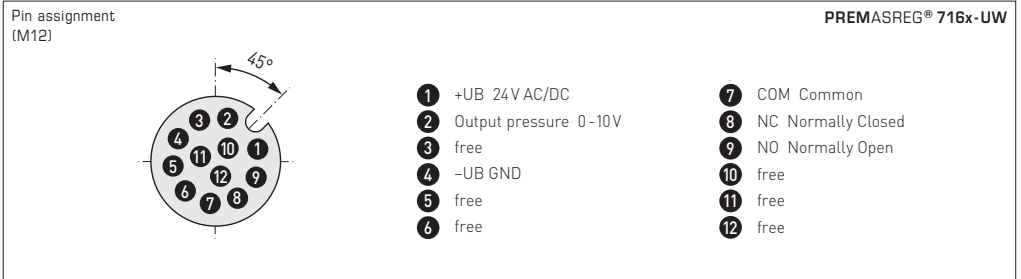 Pin assignment
(M12)
PREMASREG® 716x-UW
45°
3 2
4 10 1
11
5 12 9
6 7 8
1 +UB 24 V AC/DC
2 Output pressure 0-10 V
3 free
4 –UB GND
5 free
6 free
7 COM Common
8 NC Normally Closed
9 NO Normally Open
10 free
11 free
12 free